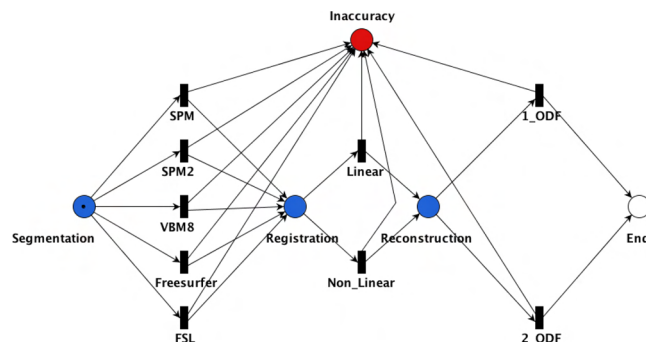 Inaccuracy
SPM
1_ODF
SPM2
Linear
VBM8
Segmentation
Registration
Reconstruction
End
Freesurfer
Non_Linear
FSL
2_ODF